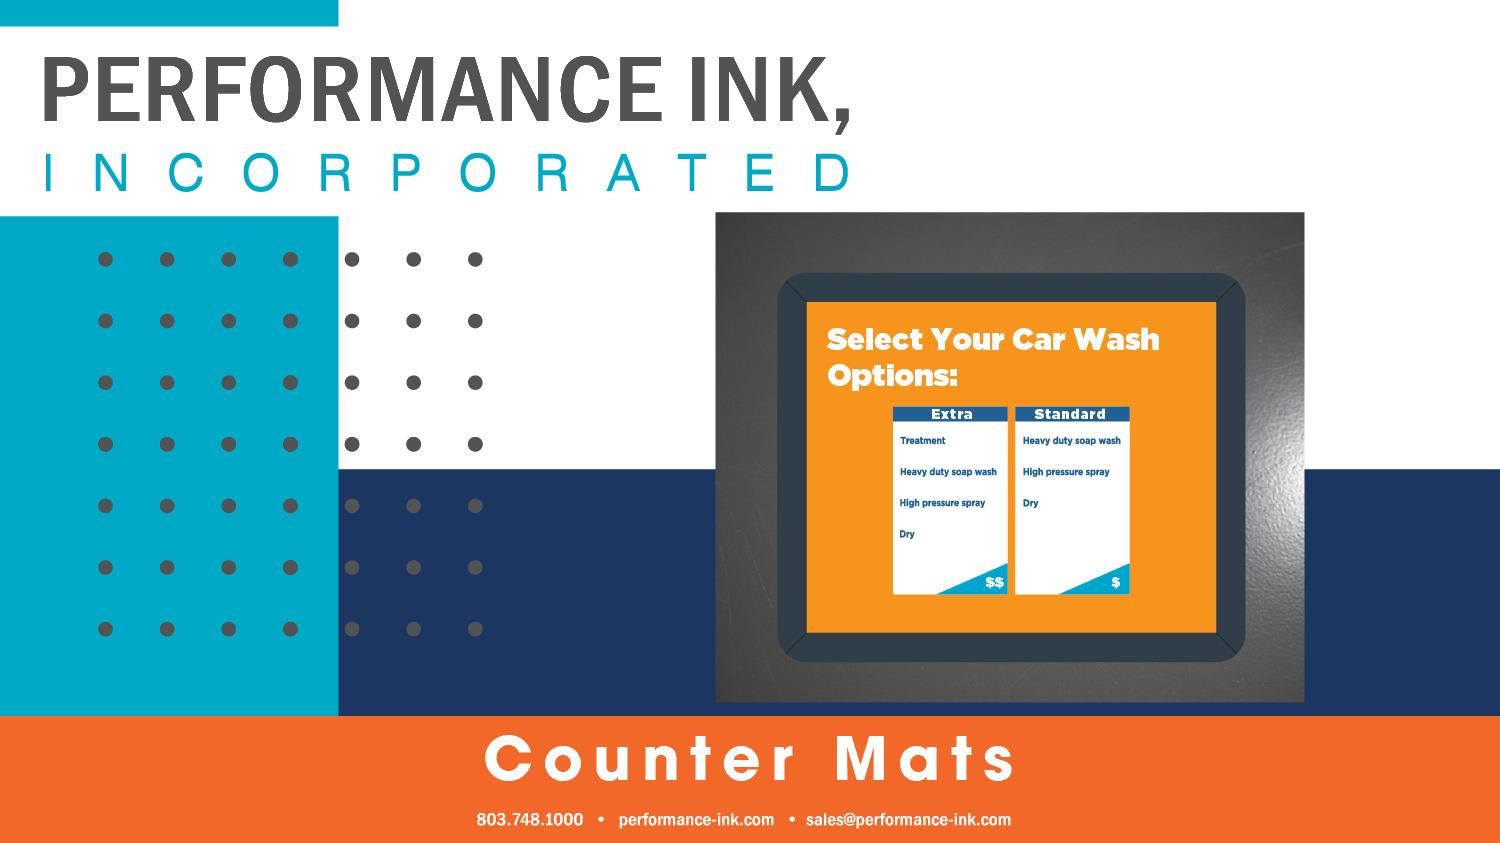 PERFORMANCE INK,
INCORPORATED
Select Your Car Wash
Options:
Extra
Treatment
Heavy duty soap wash
High pressure spray
Dry
$$
Standard
Heavy duty soap wash
High pressure spray
Dry
$
Counter Mats
803.748.1000 • performance-ink.com • sales@performance-ink.com